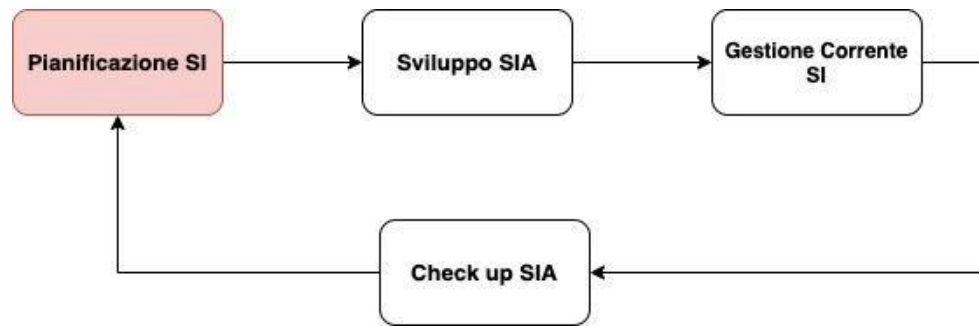 Pianificazione SI
Sviluppo SIA
Gestione Corrente
SI
Check up SIA